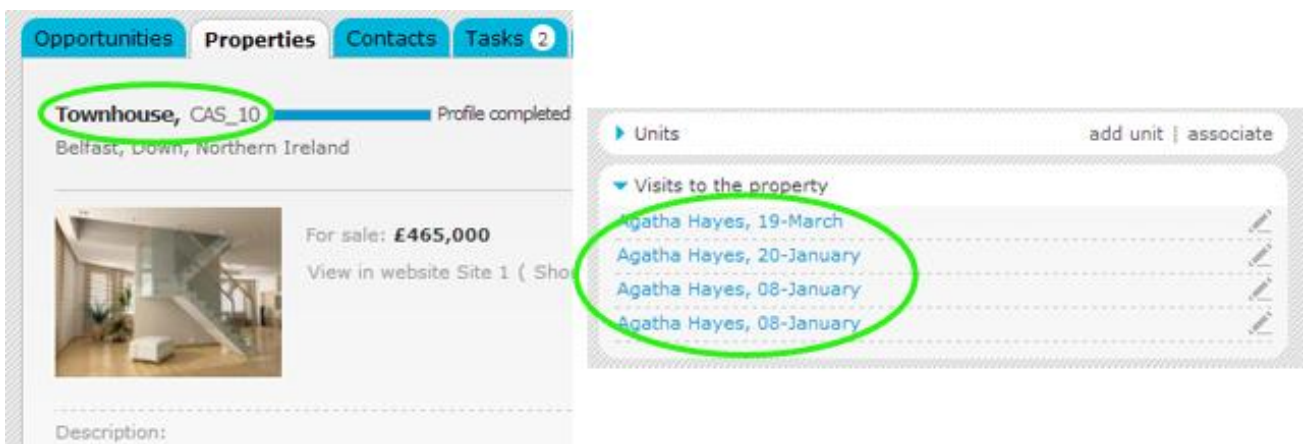 Opportunities Properties Contacts Tasks 2
Townhouse, CAS_10 Profile completed
Belfast, Down, Northern Ireland
For sale: £465,000
View in website Site 1 ( Sho
Description:
Units add unit | associate
Visits to the property
Agatha Hayes, 19-March
Agatha Hayes, 20-January
Agatha Hayes, 08-January
Agatha Hayes, 08-January